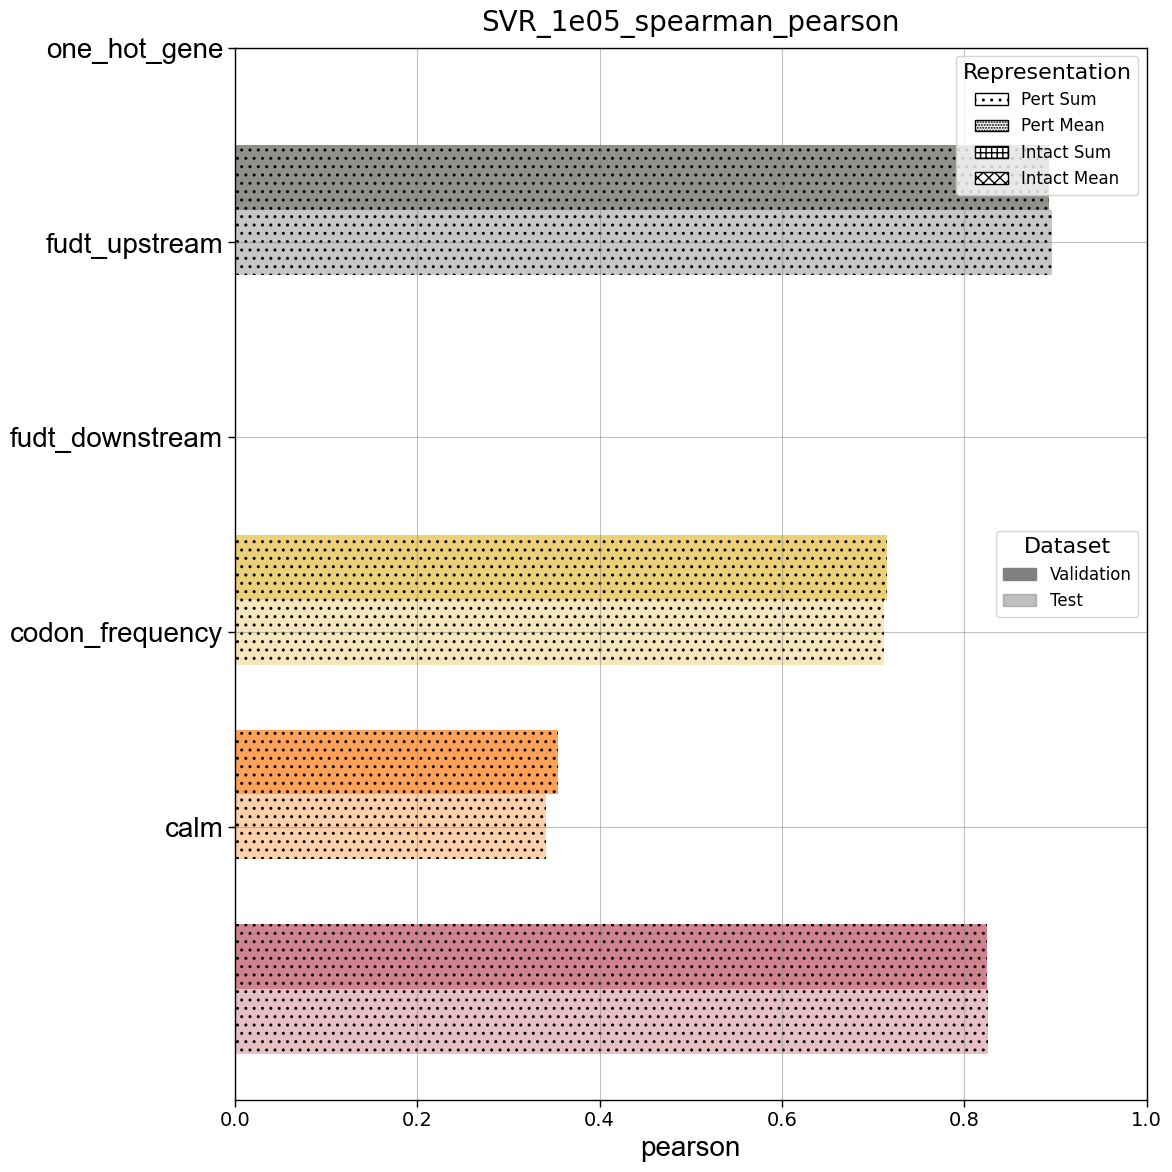 SVR_1e05_spearman_pearson
one_hot_gene
fudt_upstream
fudt_downstream
codon_frequency
calm
Representation
Pert Sum
Pert Mean
Intact Sum
Intact Mean
Dataset
Validation
Test
0.0 0.2 0.4 0.6 0.8 1.0
pearson